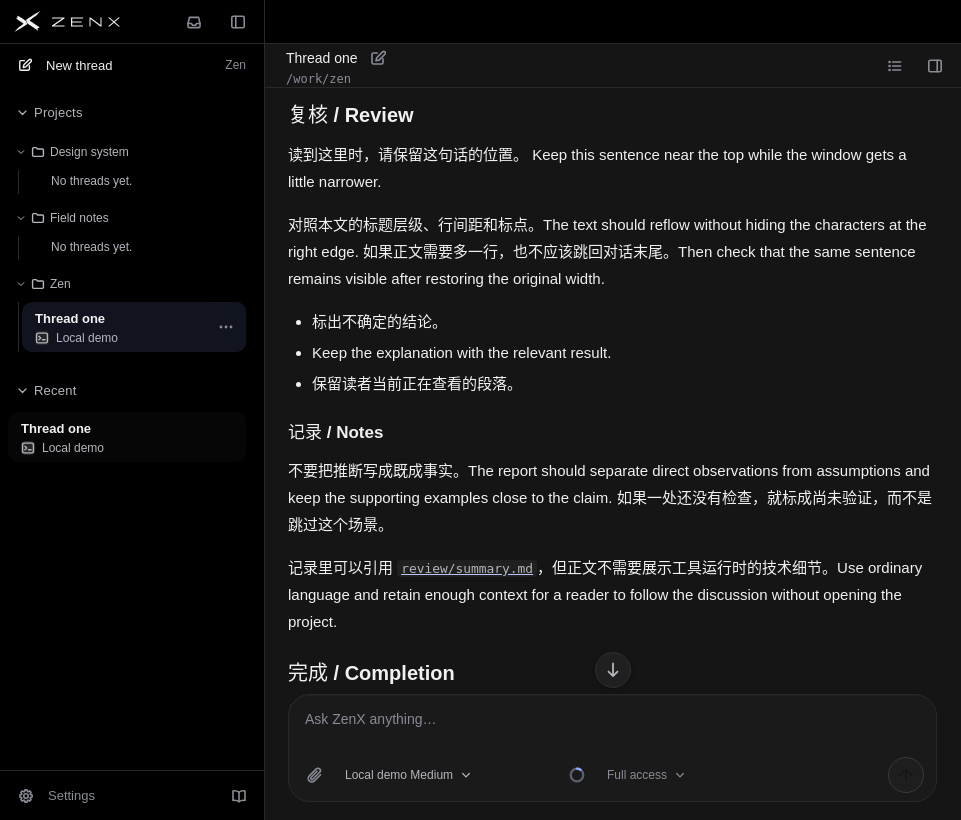 ZENX
New thread
Zen
Projects
Design system
No threads yet.
Field notes
No threads yet.
Zen
Thread one
Local demo
Recent
Thread one
Local demo
Settings
Thread one
/work/zen
复核 / Review
读到这里时，请保留这句话的位置。 Keep this sentence near the top while the window gets a
little narrower.
对照本文的标题层级、行间距和标点。The text should reflow without hiding the characters at the
right edge. 如果正文需要多一行，也不应该跳回对话末尾。Then check that the same sentence
remains visible after restoring the original width.
• 标出不确定的结论。
• Keep the explanation with the relevant result.
• 保留读者当前正在查看的段落。
记录 / Notes
不要把推断写成既成事实。The report should separate direct observations from assumptions and
keep the supporting examples close to the claim. 如果一处还没有检查，就标成尚未验证，而不是
跳过这个场景。
记录里可以引用 review/summary.md，但正文不需要展示工具运行时的技术细节。Use ordinary
language and retain enough context for a reader to follow the discussion without opening the
project.
完成 / Completion
Ask ZenX anything…
Local demo Medium
Full access